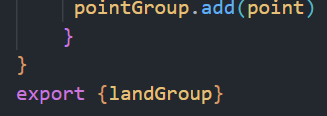 pointGroup.add(point)
}
}
export {landGroup}